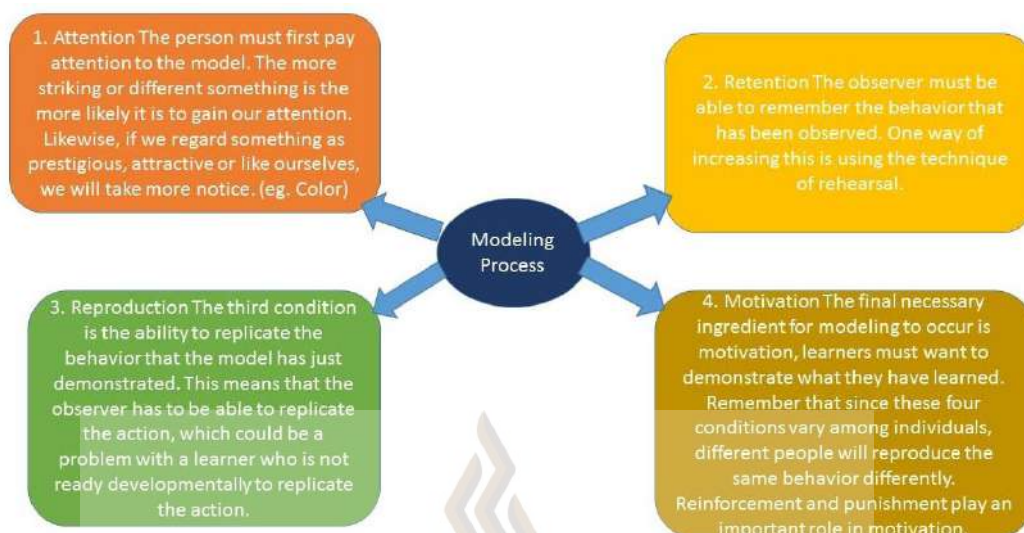 1. Attention The person must first pay
attention to the model. The more
striking or different something is the
more likely it is to gain our attention.
Likewise, if we regard something as
prestigious, attractive or like ourselves,
we will take more notice. (eg. Color)
2. Retention The observer must be
able to remember the behavior that
has been observed. One way of
increasing this is using the technique
of rehearsal.
Modeling
Process
3. Reproduction The third condition
is the ability to replicate the
behavior that the model has just
demonstrated. This means that the
observer has to be able to replicate
the action, which could be a
problem with a learner who is not
ready developmentally to replicate
the action.
4. Motivation The final necessary
ingredient for modeling to occur is
motivation, learners must want to
demonstrate what they have learned.
Remember that since these four
conditions vary among individuals,
different people will reproduce the
same behavior differently.
Reinforcement and punishment play an
important role in motivation.